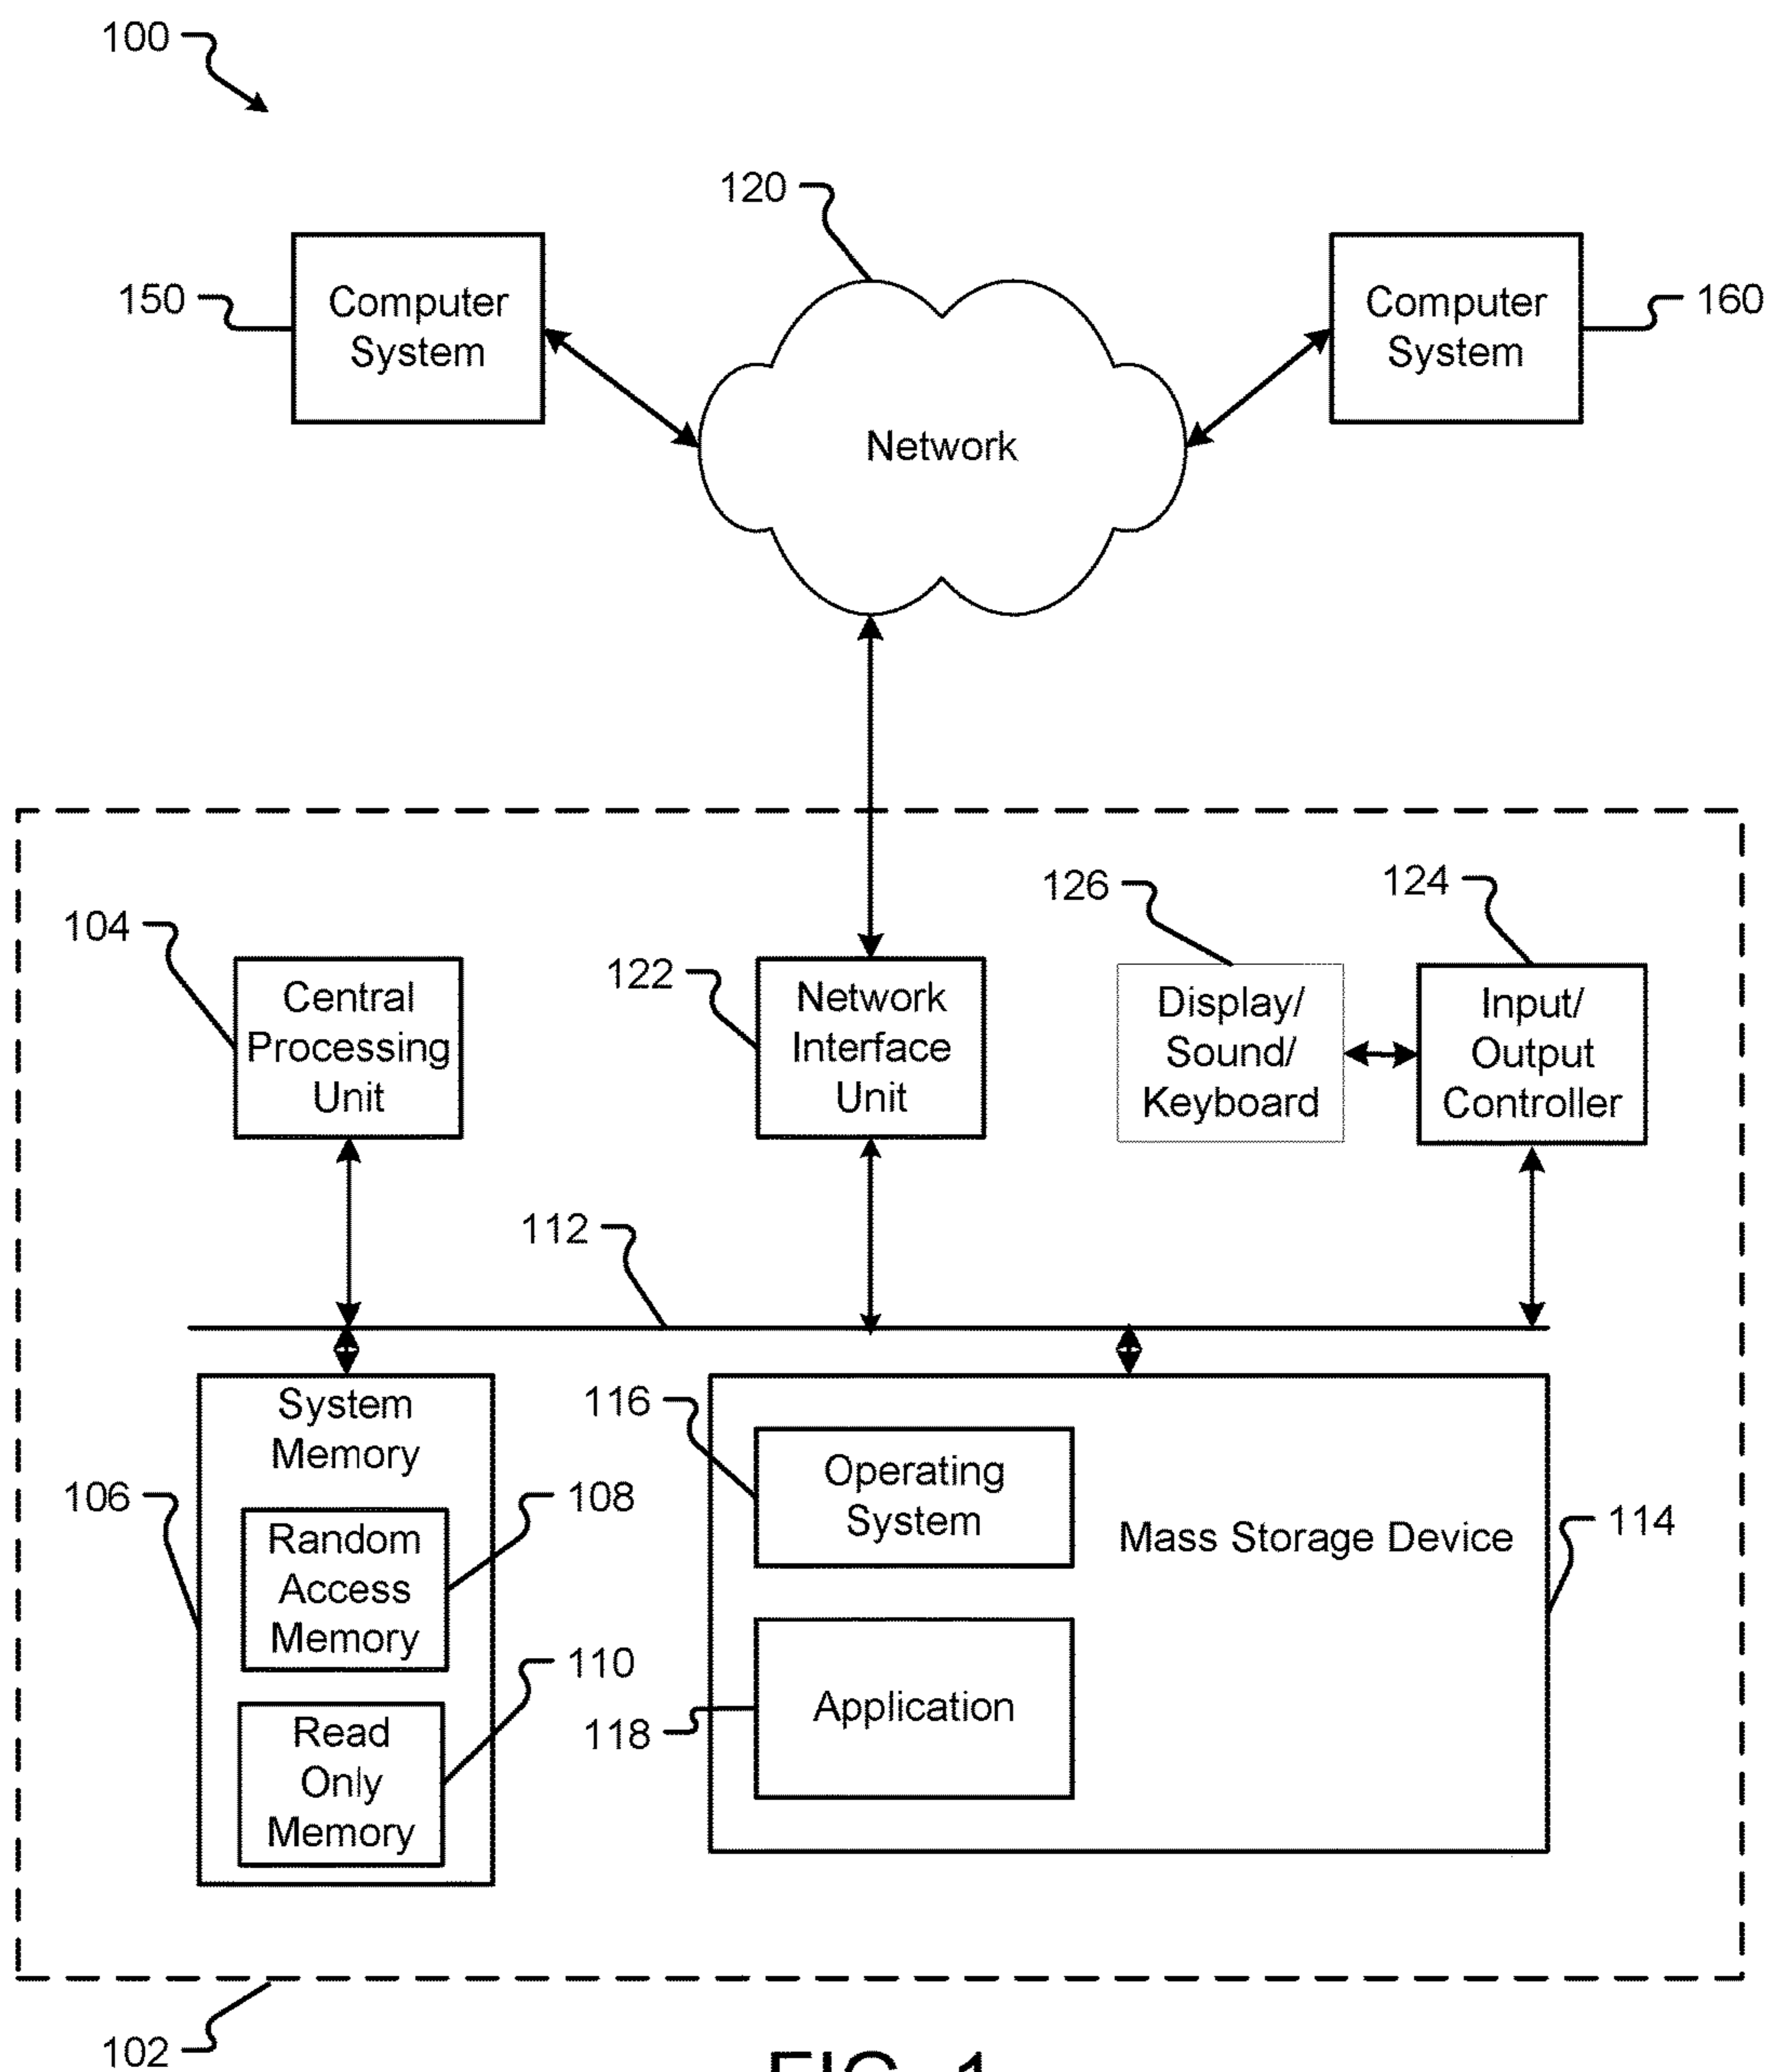 100
120
150
Computer
System
Network
Computer
System
160
104
Central
Processing
Unit
122
Network
Interface
Unit
126
Display/
Sound/
Keyboard
124
Input/
Output
Controller
112
System
Memory
106
Random
Access
Memory
108
Read
Only
Memory
110
116
Operating
System
Mass Storage Device
114
118
Application
102
FIG. 1